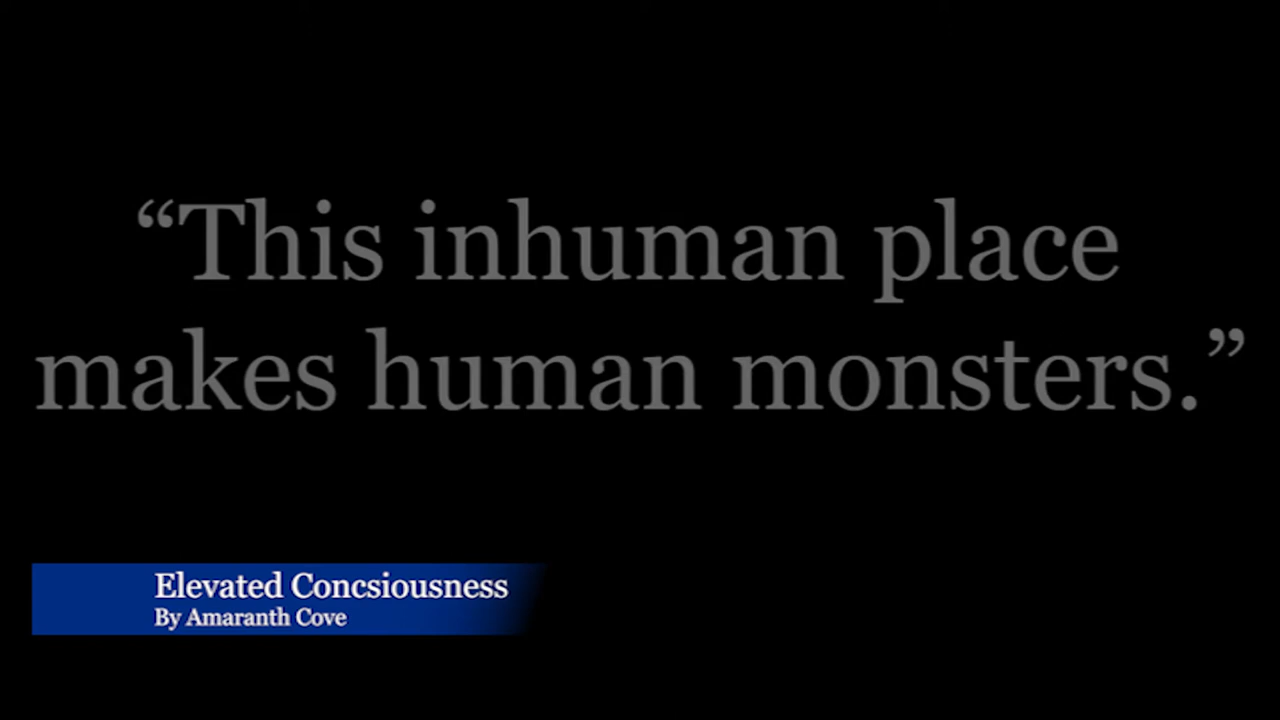 “This inhuman place
makes human monsters.”
Elevated Concsiousness
By Amaranth Cove